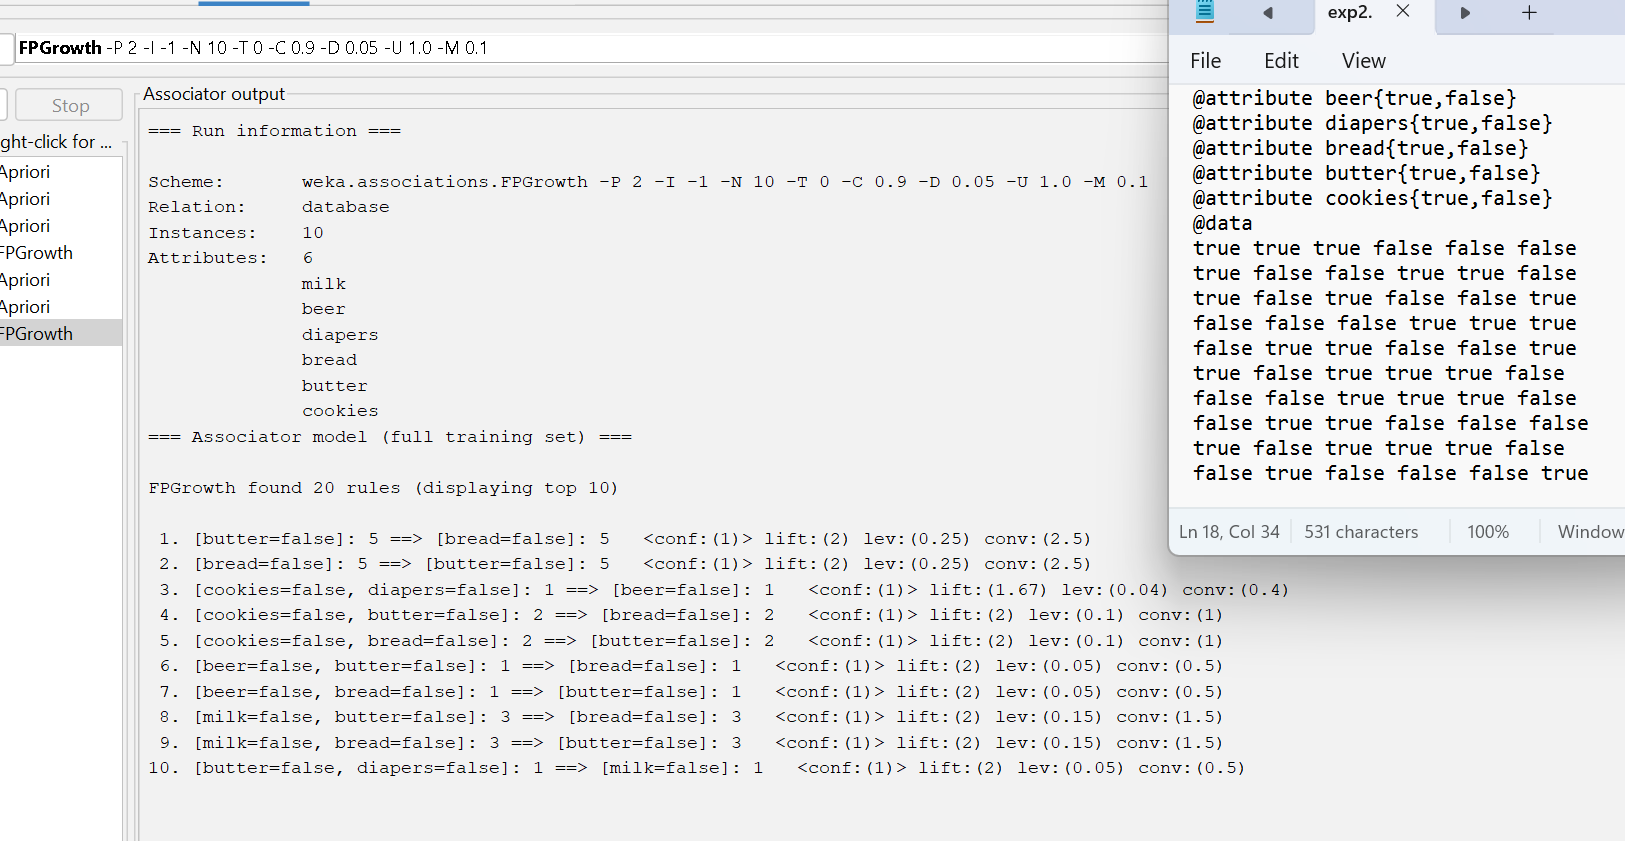 FPGrowth -P 2 -I -1 -N 10 -T 0 -C 0.9 -D 0.05 -U 1.0 -M 0.1
Stop
ght-click for ...
Apriori
Apriori
Apriori
FPGrowth
Apriori
Apriori
FPGrowth
Associator output
=== Run information ===
Scheme: weka.associations.FPGrowth -P 2 -I -1 -N 10 -T 0 -C 0.9 -D 0.05 -U 1.0 -M 0.1
Relation: database
Instances: 10
Attributes: 6
milk
beer
diapers
bread
butter
cookies
=== Associator model (full training set) ===
FPGrowth found 20 rules (displaying top 10)
1. [butter=false]: 5 ==> [bread=false]: 5 <conf:(1)> lift:(2) lev:(0.25) conv:(2.5)
2. [bread=false]: 5 ==> [butter=false]: 5 <conf:(1)> lift:(2) lev:(0.25) conv:(2.5)
3. [cookies=false, diapers=false]: 1 ==> [beer=false]: 1 <conf:(1)> lift:(1.67) lev:(0.04) conv:(0.4)
4. [cookies=false, butter=false]: 2 ==> [bread=false]: 2 <conf:(1)> lift:(2) lev:(0.1) conv:(1)
5. [cookies=false, bread=false]: 2 ==> [butter=false]: 2 <conf:(1)> lift:(2) lev:(0.1) conv:(1)
6. [beer=false, butter=false]: 1 ==> [bread=false]: 1 <conf:(1)> lift:(2) lev:(0.05) conv:(0.5)
7. [beer=false, bread=false]: 1 ==> [butter=false]: 1 <conf:(1)> lift:(2) lev:(0.05) conv:(0.5)
8. [milk=false, butter=false]: 3 ==> [bread=false]: 3 <conf:(1)> lift:(2) lev:(0.15) conv:(1.5)
9. [milk=false, bread=false]: 3 ==> [butter=false]: 3 <conf:(1)> lift:(2) lev:(0.15) conv:(1.5)
10. [butter=false, diapers=false]: 1 ==> [milk=false]: 1 <conf:(1)> lift:(2) lev:(0.05) conv:(0.5)
exp2.
File Edit View
@attribute beer{true,false}
@attribute diapers{true,false}
@attribute bread{true,false}
@attribute butter{true,false}
@attribute cookies{true,false}
@data
true true true false false false
true false false true true false
true false true false false true
false false false true true true
false true true false false true
true false true true true false
false false true true true false
false true true false false false
true false true true true false
false true false false false true
Ln 18, Col 34 531 characters 100% Window